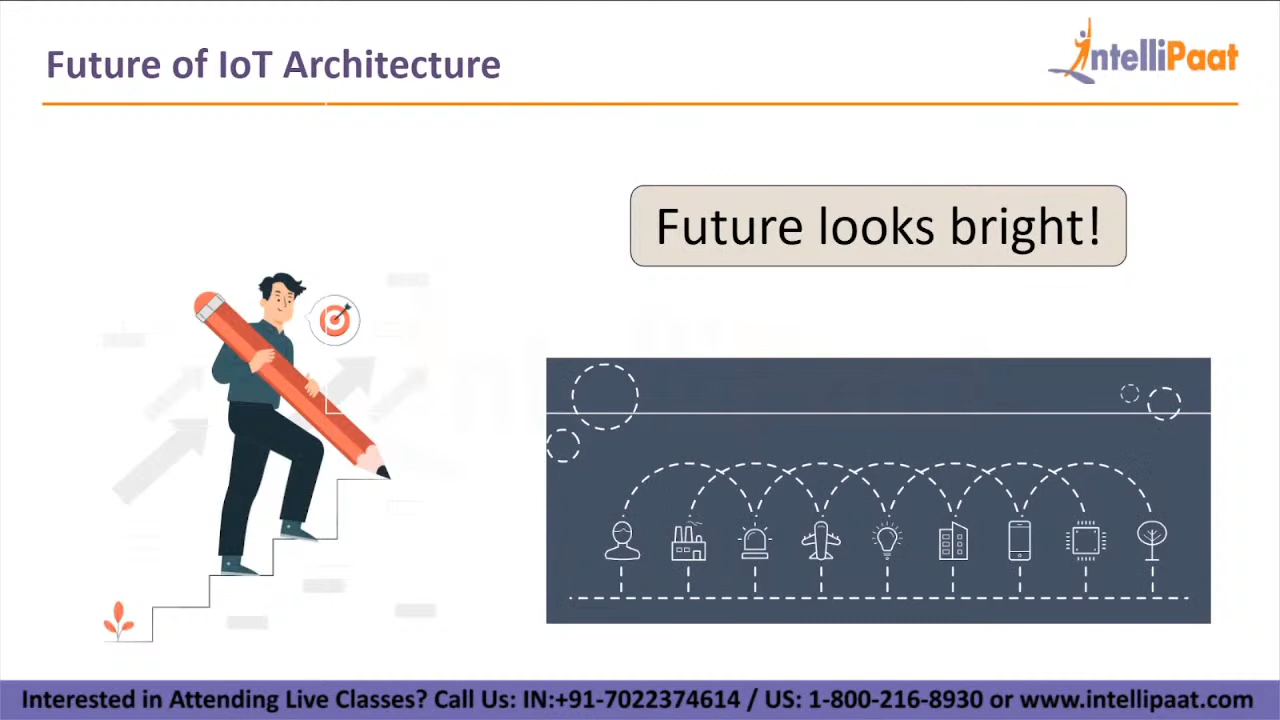 Future of IoT Architecture
IntelliPaat
Future looks bright!
Interested in Attending Live Classes? Call Us: IN:+91-7022374614 / US: 1-800-216-8930 or www.intellipaat.com